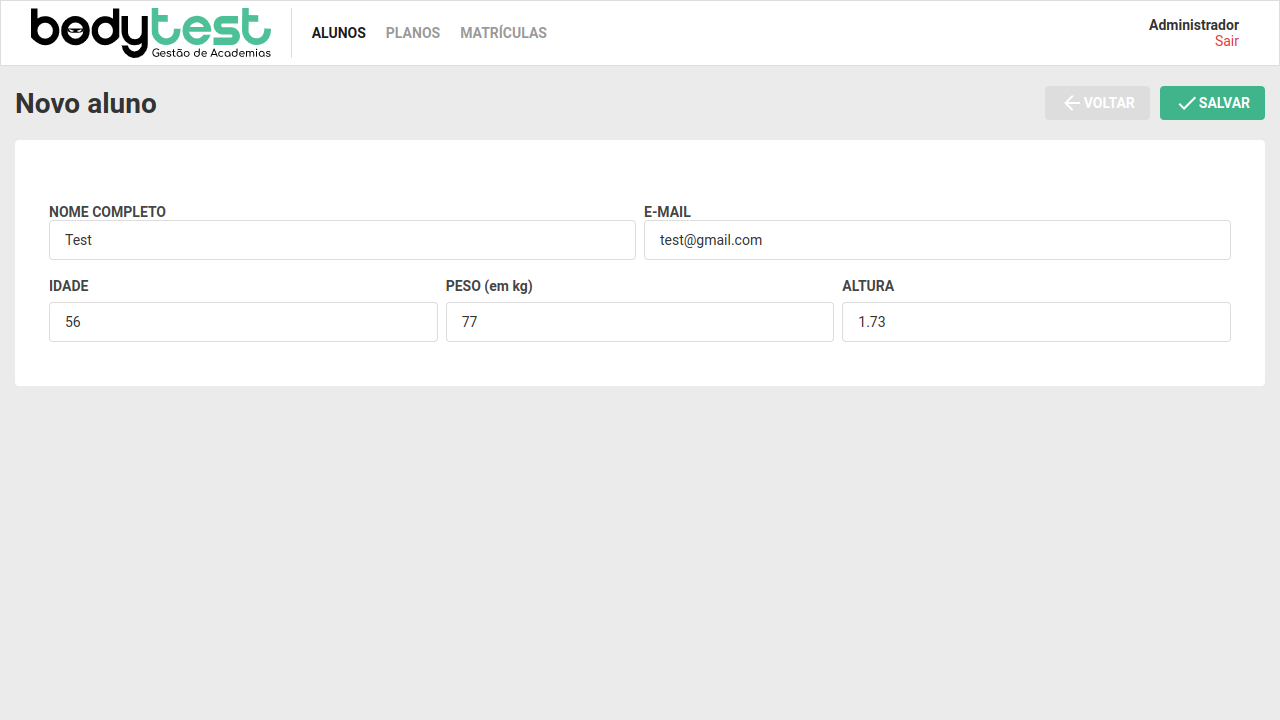 bodytest
Gestão de Academias
ALUNOS PLANOS MATRÍCULAS
Administrador
Sair
Novo aluno
VOLTAR SALVAR
NOME COMPLETO E-MAIL
Test test@gmail.com
IDADE PESO (em kg) ALTURA
56 77 1.73